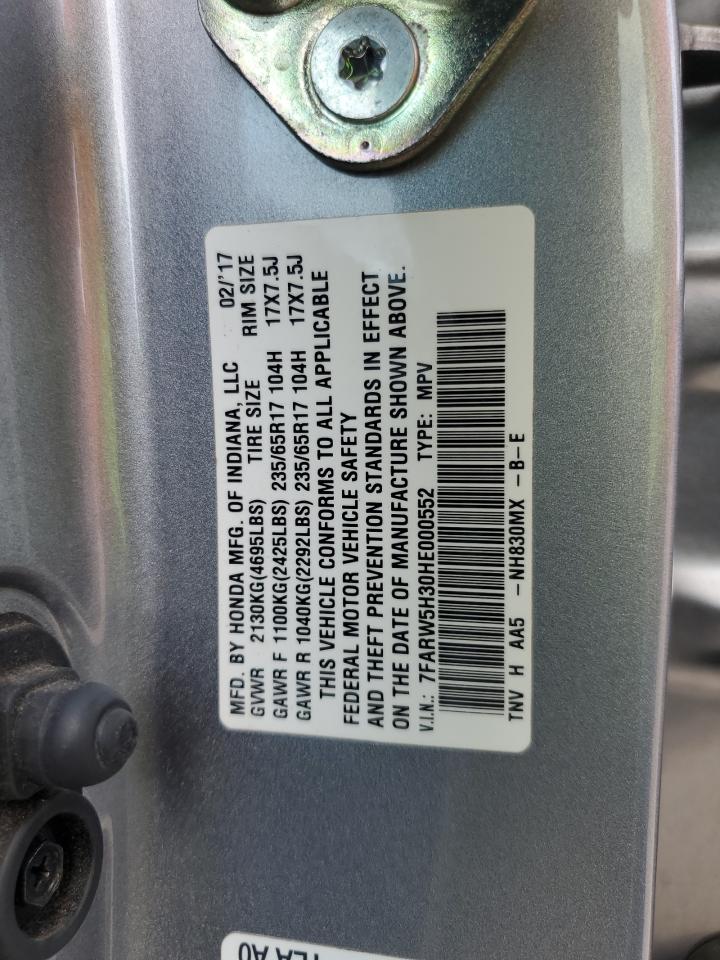 MFD. BY HONDA MFG. OF INDIANA, LLC 02/'17
GVWR 2130KG(4695LBS) TIRE SIZE RIM SIZE
GAWR F 1100KG(2425LBS) 235/65R17 104H 17X7.5J
GAWR R 1040KG(2292LBS) 235/65R17 104H 17X7.5J
THIS VEHICLE CONFORMS TO ALL APPLICABLE
FEDERAL MOTOR VEHICLE SAFETY
AND THEFT PREVENTION STANDARDS IN EFFECT
ON THE DATE OF MANUFACTURE SHOWN ABOVE.
V.I.N.: 7FARW5H30HE000552 TYPE: MPV
TNV H AA5 -NH830MX -B-E